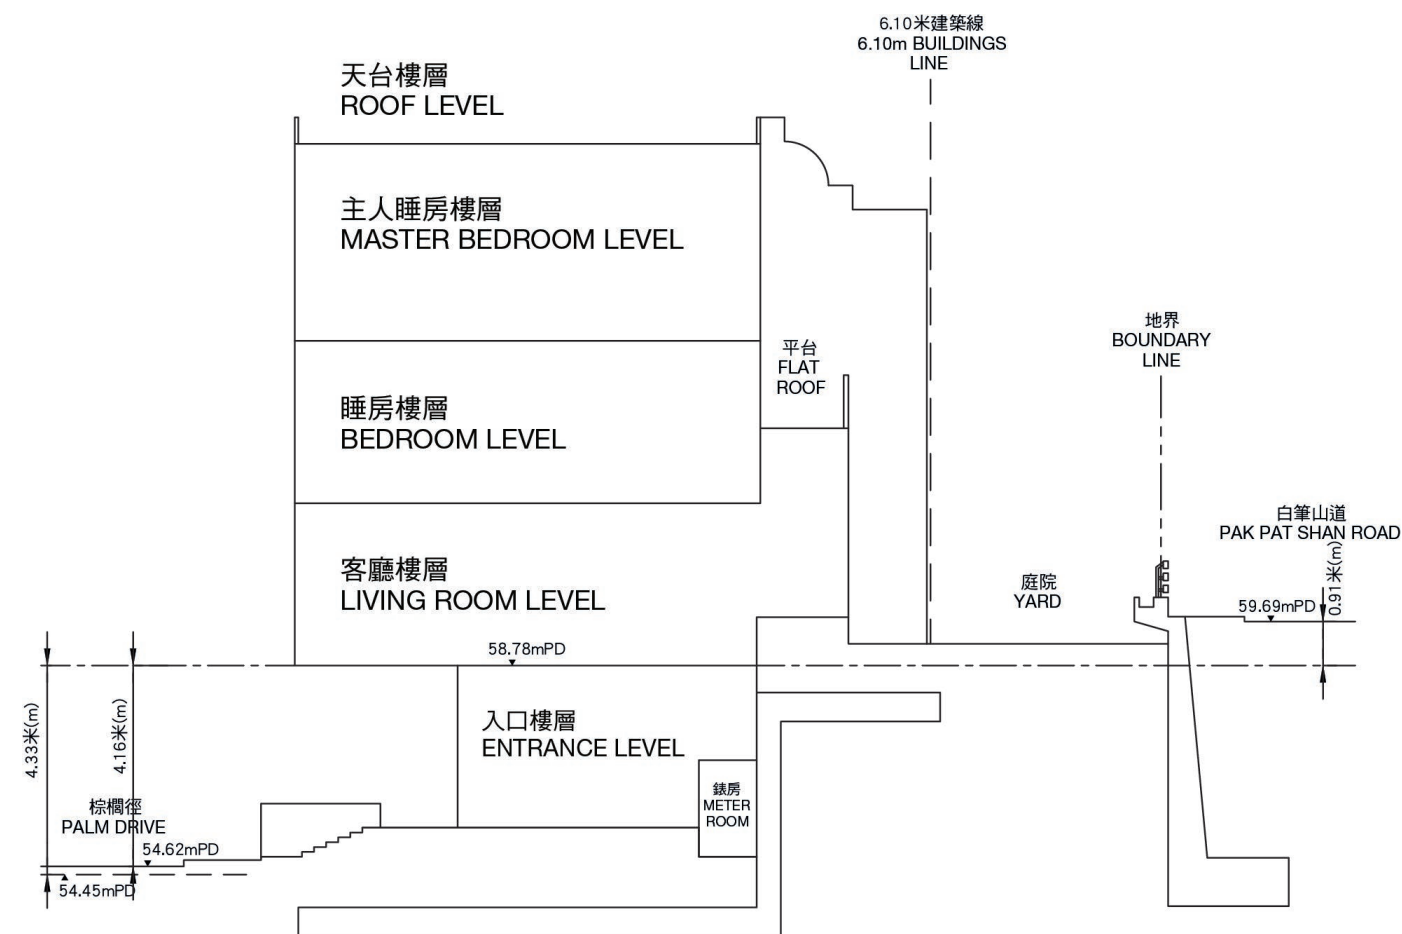 6.10米建築線
6.10m BUILDINGS
LINE
天台樓層
ROOF LEVEL
主人睡房樓層
MASTER BEDROOM LEVEL
平台
FLAT
ROOF
地界
BOUNDARY
LINE
睡房樓層
BEDROOM LEVEL
白筆山道
PAK PAT SHAN ROAD
客廳樓層
LIVING ROOM LEVEL
庭院
YARD
59.69mPD
0.91米(m)
58.78mPD
4.33米(m)
4.16米(m)
入口樓層
ENTRANCE LEVEL
錶房
METER
ROOM
棕櫚徑
PALM DRIVE
54.62mPD
54.45mPD